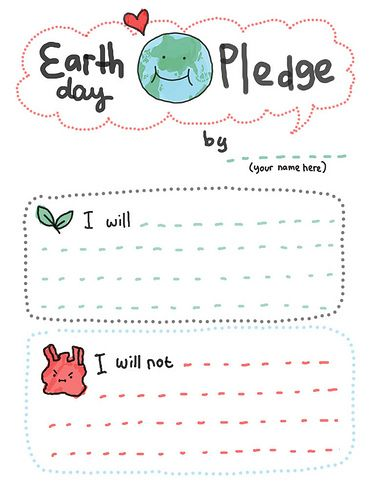 Earth Pledge
day
by
(your name here)
I will
I will not